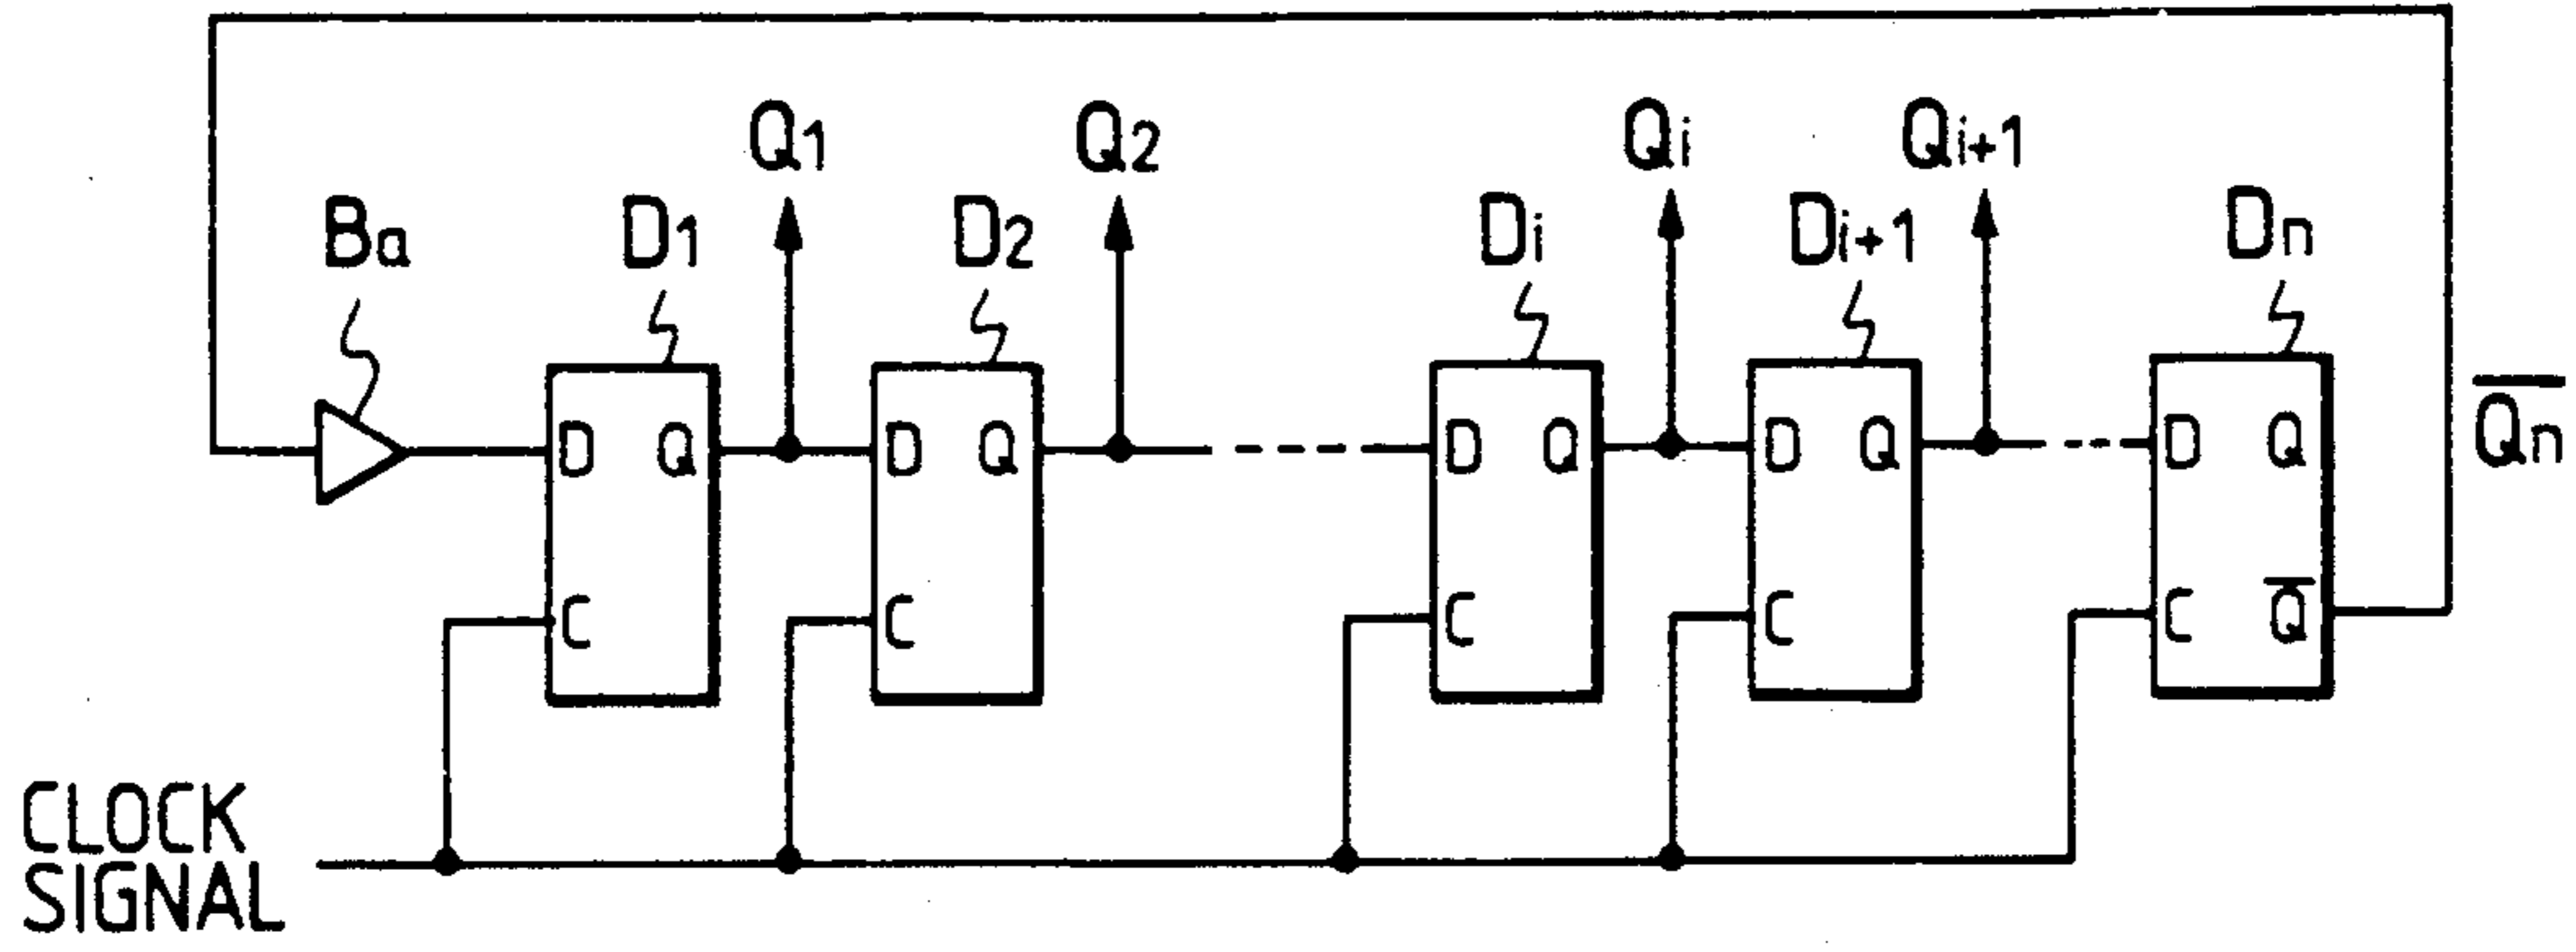 Q1 Q2 Qi Qi+1
Ba D1 D2 Di Di+1 Dn
D Q D Q D Q D Q D Q
Q̅n̅
C C C C C Q̅
CLOCK
SIGNAL